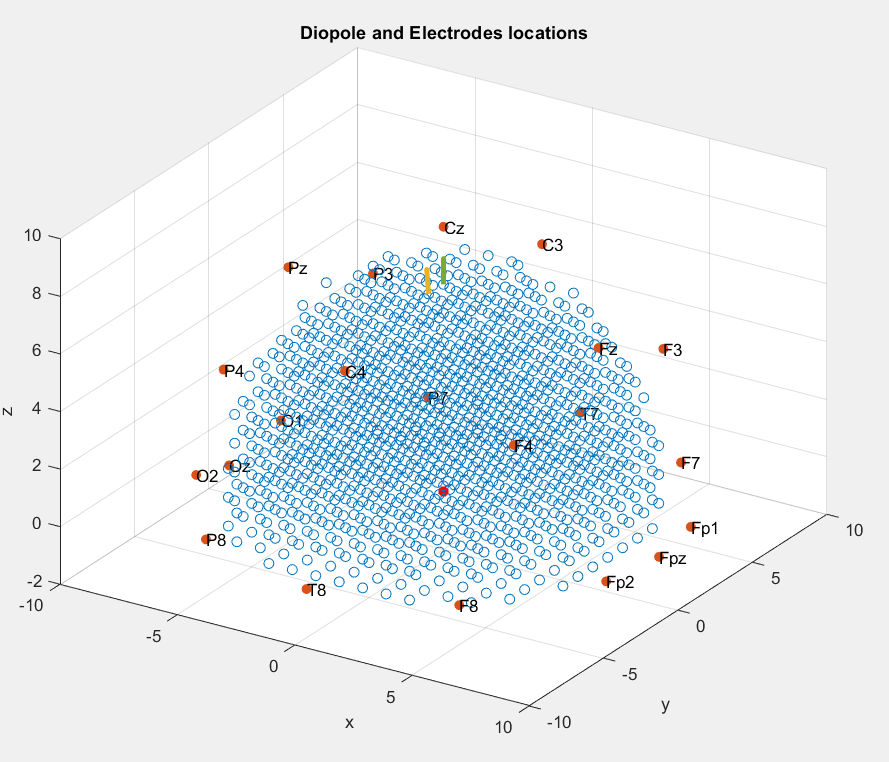 Diopole and Electrodes locations
10
8
6
4
2
0
-2
z
Cz
C3
Pz
P3
Fz
F3
P4
C4
P7
T7
O1
F4
F7
Oz
O2
Fp1
P8
Fpz
T8
Fp2
F8
-10
-5
0
5
10
x
-10
-5
0
5
10
y